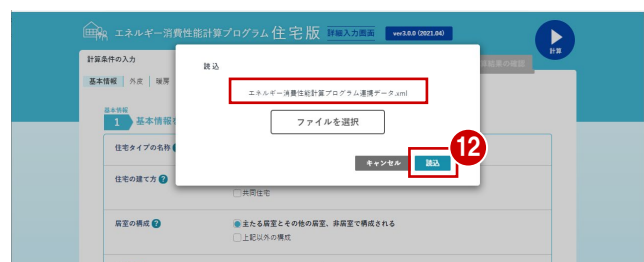 エネルギー消費性能計算プログラム 住宅版 詳細入力画面 ver3.0.0 (2021.04)
計算
計算条件の入力
読込
基本情報 外皮 暖房
エネルギー消費性能計算プログラム連携データ.xml
ファイルを選択
基本情報
1 基本情報
キャンセル 読込
12
住宅タイプの名称
住宅の建て方 ?
共同住宅
居室の構成 ?
主たる居室とその他の居室、非居室で構成される
上記以外の構成